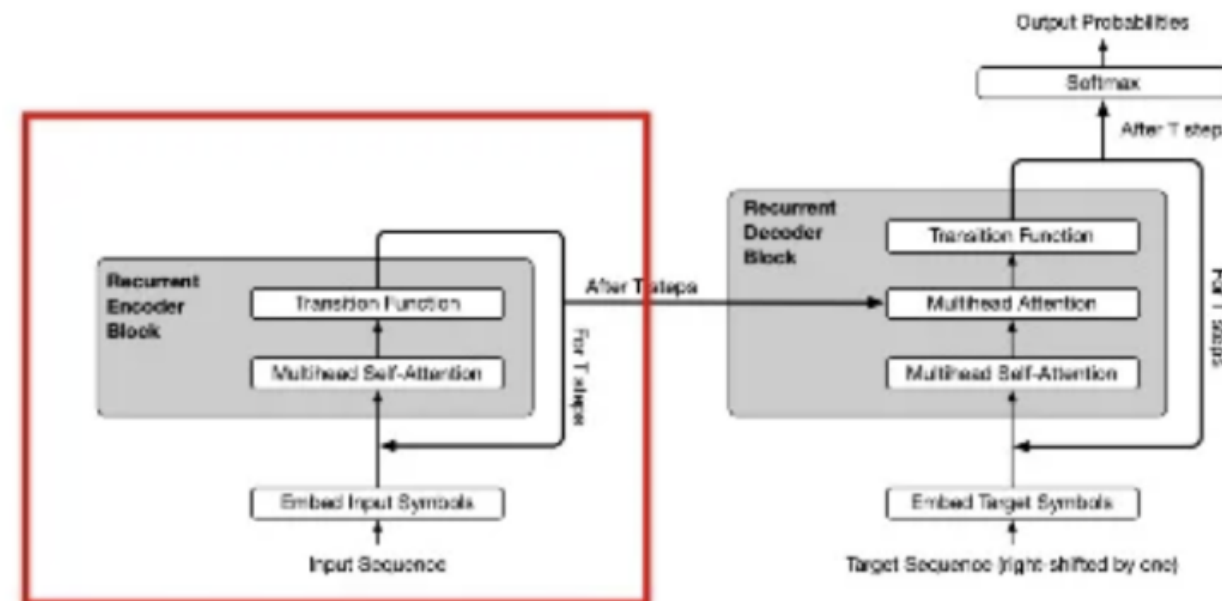 Output Probabilities
Softmax
After T step
Recurrent
Decoder
Block
Transition Function
Multihead Attention
Multihead Self-Attention
For T steps
Embed Target Symbols
Target Sequence (right-shifted by one)
Recurrent
Encoder
Block
Transition Function
Multihead Self-Attention
For T steps
After T steps
Embed Input Symbols
Input Sequence